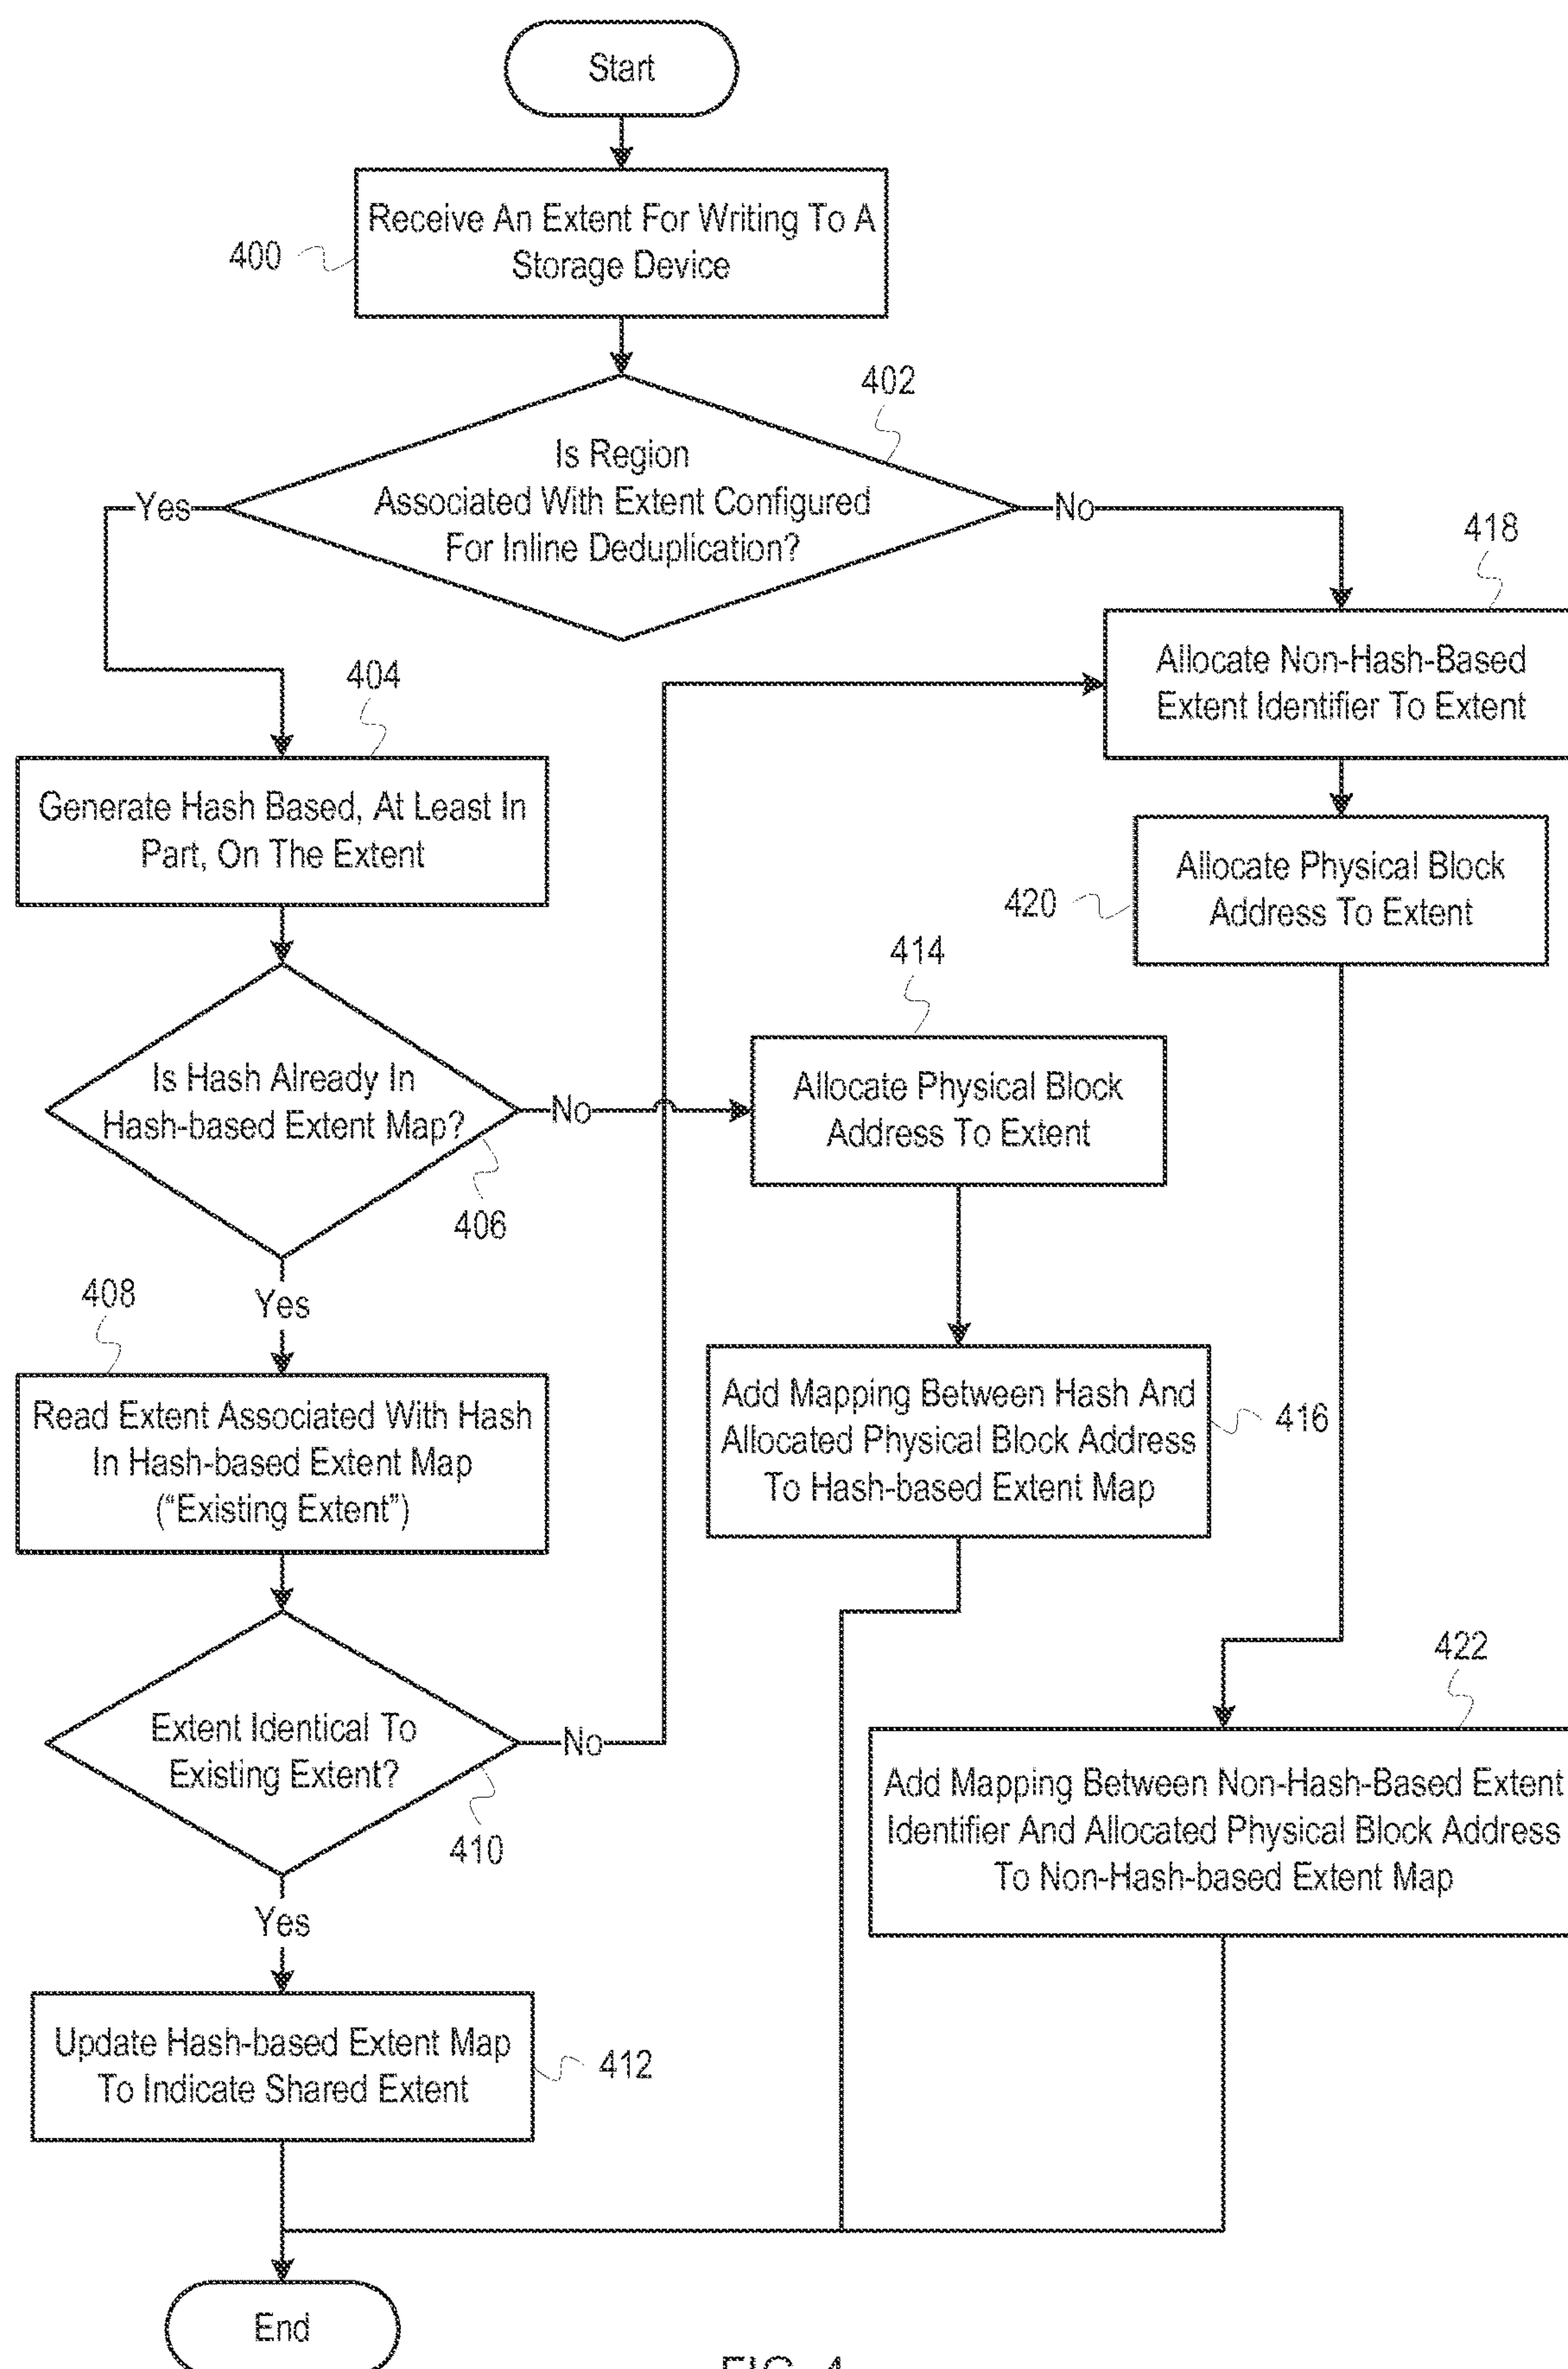 Start
Receive An Extent For Writing To A
Storage Device
400
402
Is Region
Associated With Extent Configured
For Inline Deduplication?
Yes
No
418
Allocate Non-Hash-Based
Extent Identifier To Extent
404
Generate Hash Based, At Least In
Part, On The Extent
Allocate Physical Block
Address To Extent
420
414
Is Hash Already In
Hash-based Extent Map?
No
406
Allocate Physical Block
Address To Extent
Yes
408
Read Extent Associated With Hash
In Hash-based Extent Map
(“Existing Extent”)
Add Mapping Between Hash And
Allocated Physical Block Address
To Hash-based Extent Map
416
Extent Identical To
Existing Extent?
No
410
422
Add Mapping Between Non-Hash-Based Extent
Identifier And Allocated Physical Block Address
To Non-Hash-based Extent Map
Yes
Update Hash-based Extent Map
To Indicate Shared Extent
412
End
FIG. 4